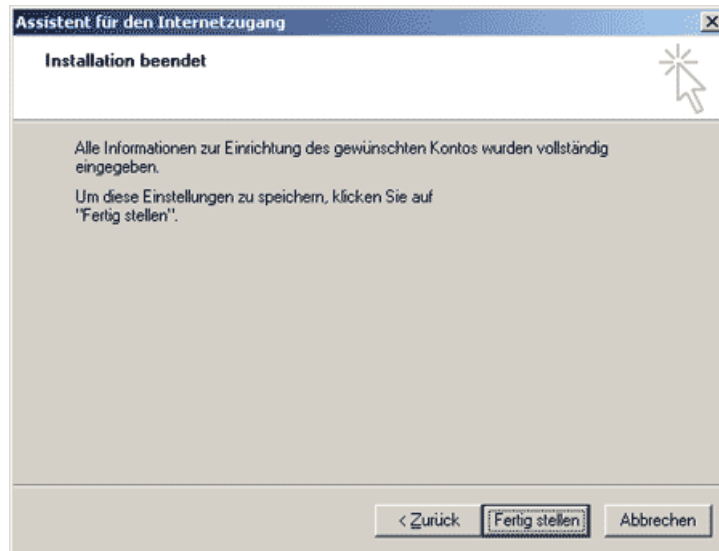 Assistent für den Internetzugang
Installation beendet
Alle Informationen zur Einrichtung des gewünschten Kontos wurden vollständig
eingegeben.
Um diese Einstellungen zu speichern, klicken Sie auf
"Fertig stellen".
< Zurück Fertig stellen Abbrechen